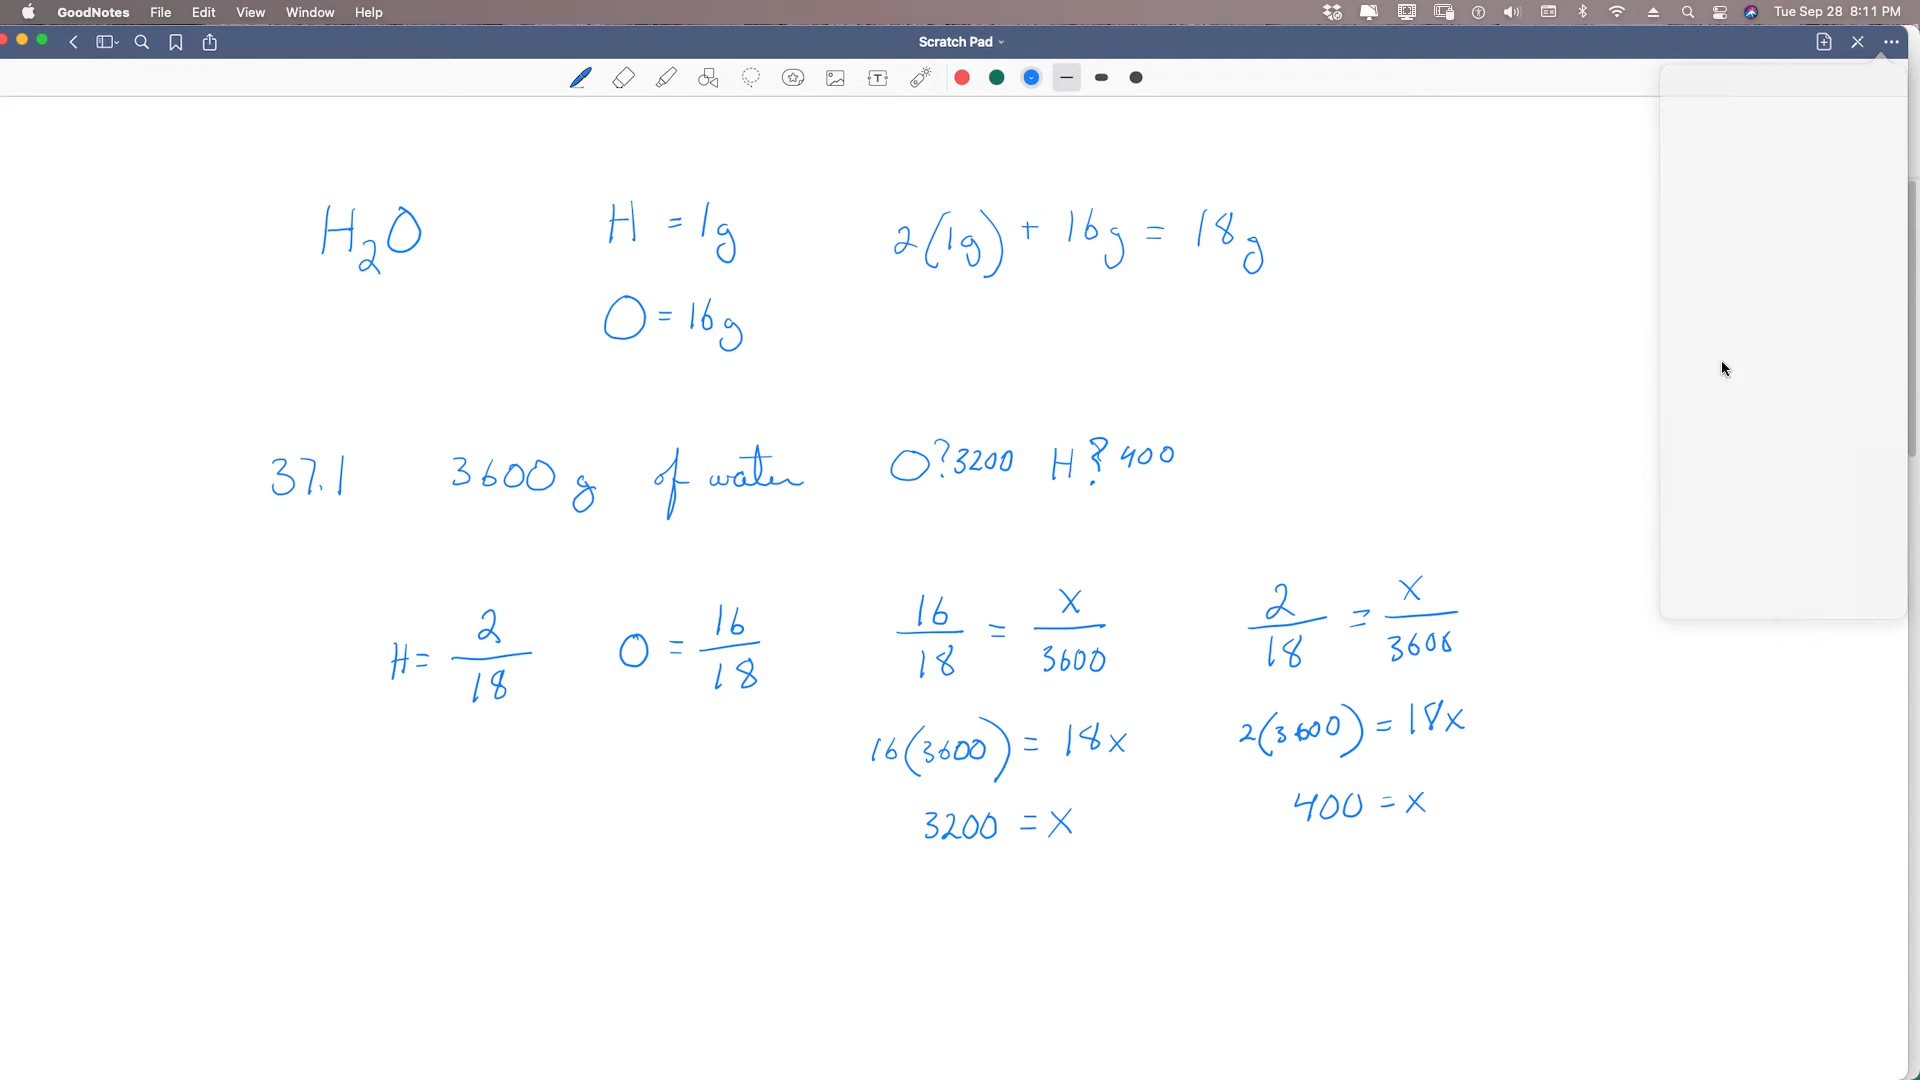 GoodNotes File Edit View Window Help Tue Sep 28 8:11 PM
Scratch Pad
T
H₂O H = 1g 2(1g) + 16g = 18g
O = 16g
37.1 3600 g of water O? 3200 H? 400
H = 2/18 O = 16/18 16/18 = x/3600 2/18 = x/3600
16(3600) = 18x 2(3600) = 18x
3200 = x 400 = x